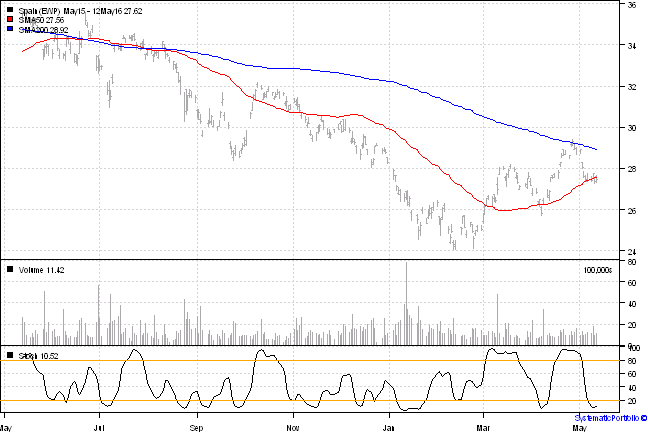 Spain (EWP) May15 - 12May16 27.62
SMA50 27.56
SMA200 28.92
36
34
32
30
28
26
24
Volume 11.42
100,000s
80
60
40
20
0
Stoch 10.52
100
80
60
40
20
May Jul Sep Nov Jan Mar May
SystematicPortfolio ©